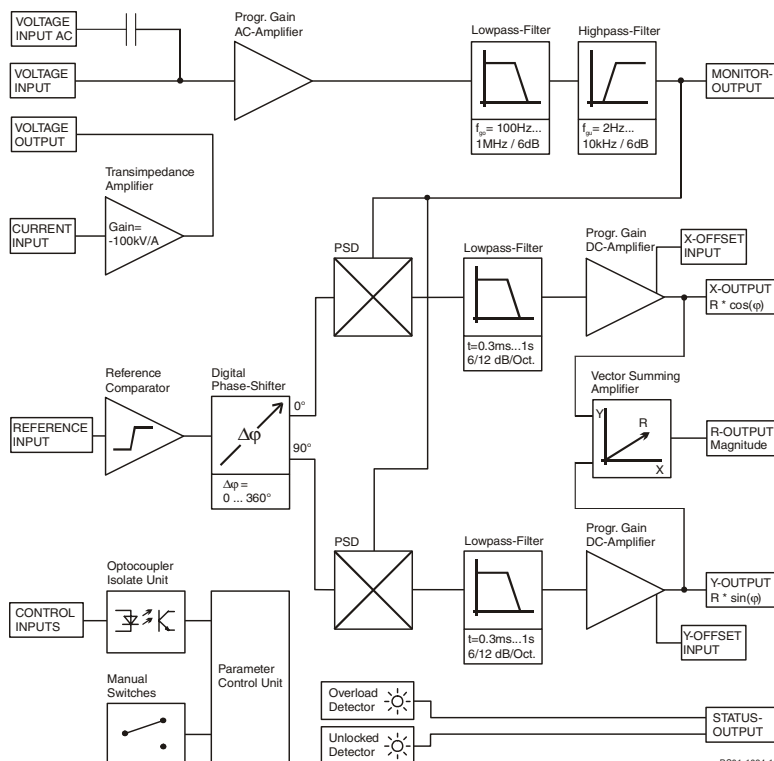 VOLTAGE
INPUT AC
Progr. Gain
AC-Amplifier
Lowpass-Filter
Highpass-Filter
VOLTAGE
INPUT
MONITOR-
OUTPUT
VOLTAGE
OUTPUT
fgo= 100Hz...
1MHz / 6dB
fgu= 2Hz...
10kHz / 6dB
Transimpedance
Amplifier
CURRENT
INPUT
Gain=
-100kV/A
PSD
Lowpass-Filter
Progr. Gain
DC-Amplifier
X-OFFSET
INPUT
X-OUTPUT
R * cos(φ)
t=0.3ms...1s
6/12 dB/Oct.
Reference
Comparator
Digital
Phase-Shifter
Vector Summing
Amplifier
0°
REFERENCE
INPUT
Δφ
Y
R
X
R-OUTPUT
Magnitude
90°
Δφ =
0 ... 360°
PSD
Lowpass-Filter
Progr. Gain
DC-Amplifier
Optocoupler
Isolate Unit
Y-OUTPUT
R * sin(φ)
CONTROL
INPUTS
t=0.3ms...1s
6/12 dB/Oct.
Y-OFFSET
INPUT
Manual
Switches
Parameter
Control Unit
Overload
Detector
STATUS-
OUTPUT
Unlocked
Detector